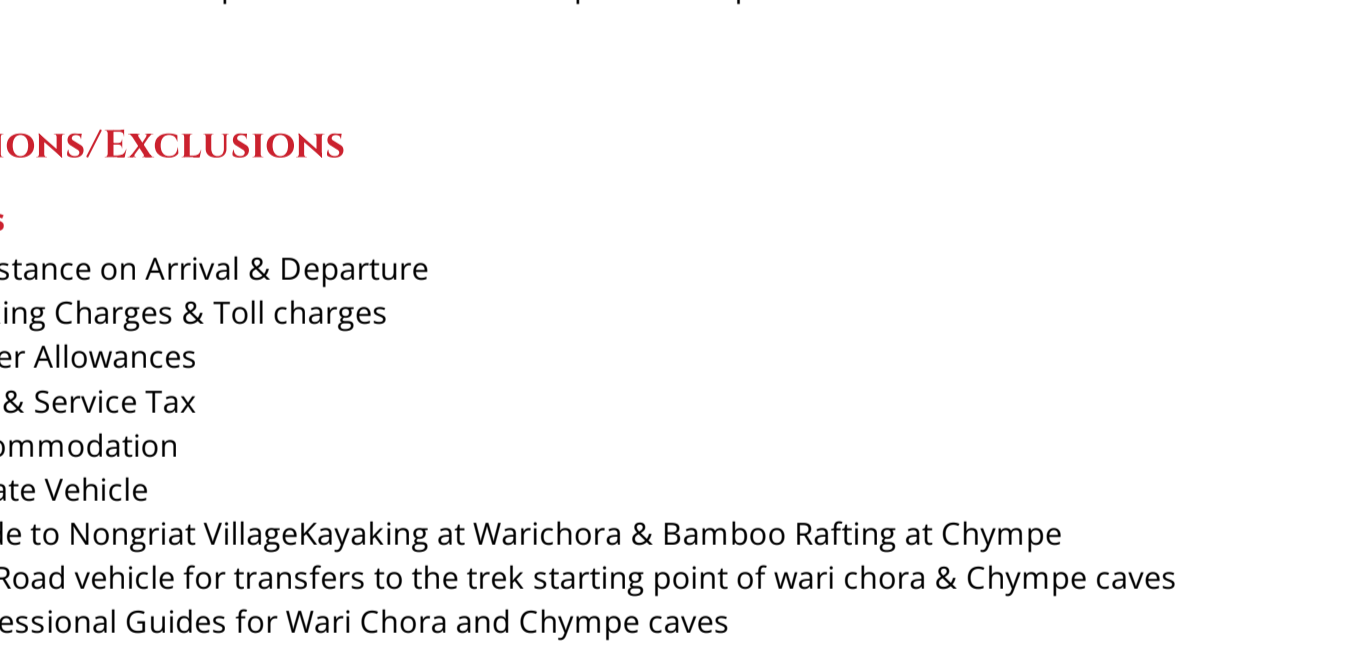 IONS/EXCLUSIONS
s
stance on Arrival & Departure
ing Charges & Toll charges
er Allowances
& Service Tax
ommodation
ate Vehicle
le to Nongriat VillageKayaking at Warichora & Bamboo Rafting at Chympe
Road vehicle for transfers to the trek starting point of wari chora & Chympe caves
essional Guides for Wari Chora and Chympe caves